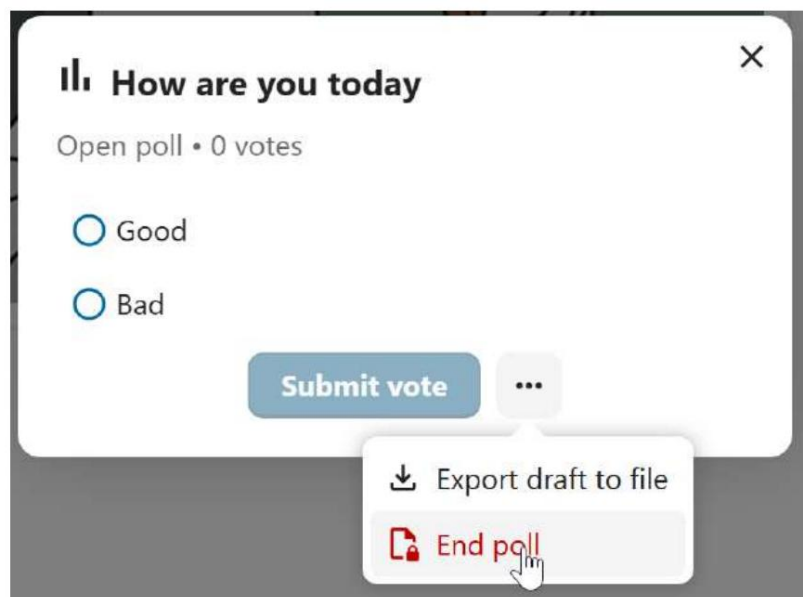 How are you today
Open poll • 0 votes
Good
Bad
Submit vote
Export draft to file
End poll